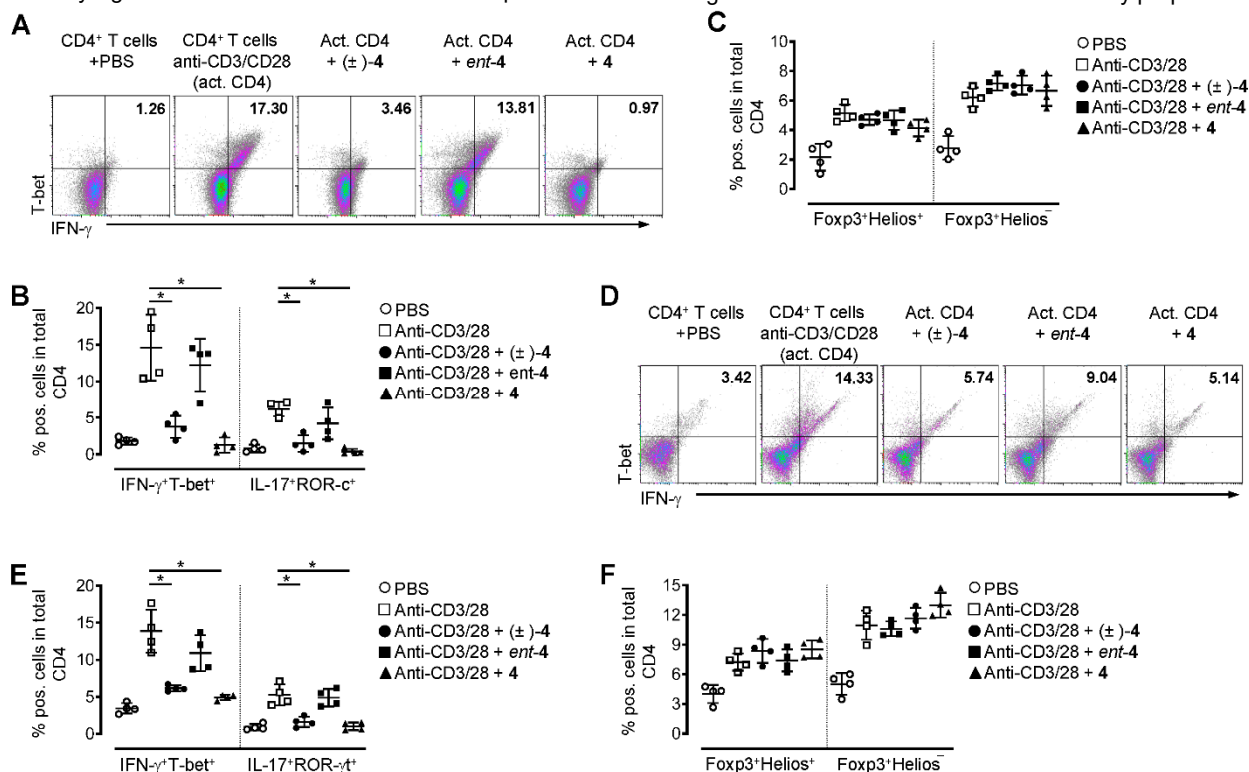 A
CD4⁺ T cells
+PBS
CD4⁺ T cells
anti-CD3/CD28
(act. CD4)
Act. CD4
+ (±)-4
Act. CD4
+ ent-4
Act. CD4
+ 4
1.26
17.30
3.46
13.81
0.97
T-bet
IFN-γ
C
% pos. cells in total
CD4
10
8
6
4
2
0
Foxp3⁺Helios⁺
Foxp3⁺Helios⁻
PBS
Anti-CD3/28
Anti-CD3/28 + (±)-4
Anti-CD3/28 + ent-4
Anti-CD3/28 + 4
B
% pos. cells in total
CD4
20
15
10
5
0
*
*
*
*
IFN-γ⁺T-bet⁺
IL-17⁺ROR-c⁺
PBS
Anti-CD3/28
Anti-CD3/28 + (±)-4
Anti-CD3/28 + ent-4
Anti-CD3/28 + 4
D
CD4⁺ T cells
+PBS
CD4⁺ T cells
anti-CD3/CD28
(act. CD4)
Act. CD4
+ (±)-4
Act. CD4
+ ent-4
Act. CD4
+ 4
3.42
14.33
5.74
9.04
5.14
T-bet
IFN-γ
E
% pos. cells in total
CD4
20
15
10
5
0
*
*
*
*
IFN-γ⁺T-bet⁺
IL-17⁺ROR-γt⁺
PBS
Anti-CD3/28
Anti-CD3/28 + (±)-4
Anti-CD3/28 + ent-4
Anti-CD3/28 + 4
F
% pos. cells in total
CD4
15
12
9
6
3
0
Foxp3⁺Helios⁺
Foxp3⁺Helios⁻
PBS
Anti-CD3/28
Anti-CD3/28 + (±)-4
Anti-CD3/28 + ent-4
Anti-CD3/28 + 4